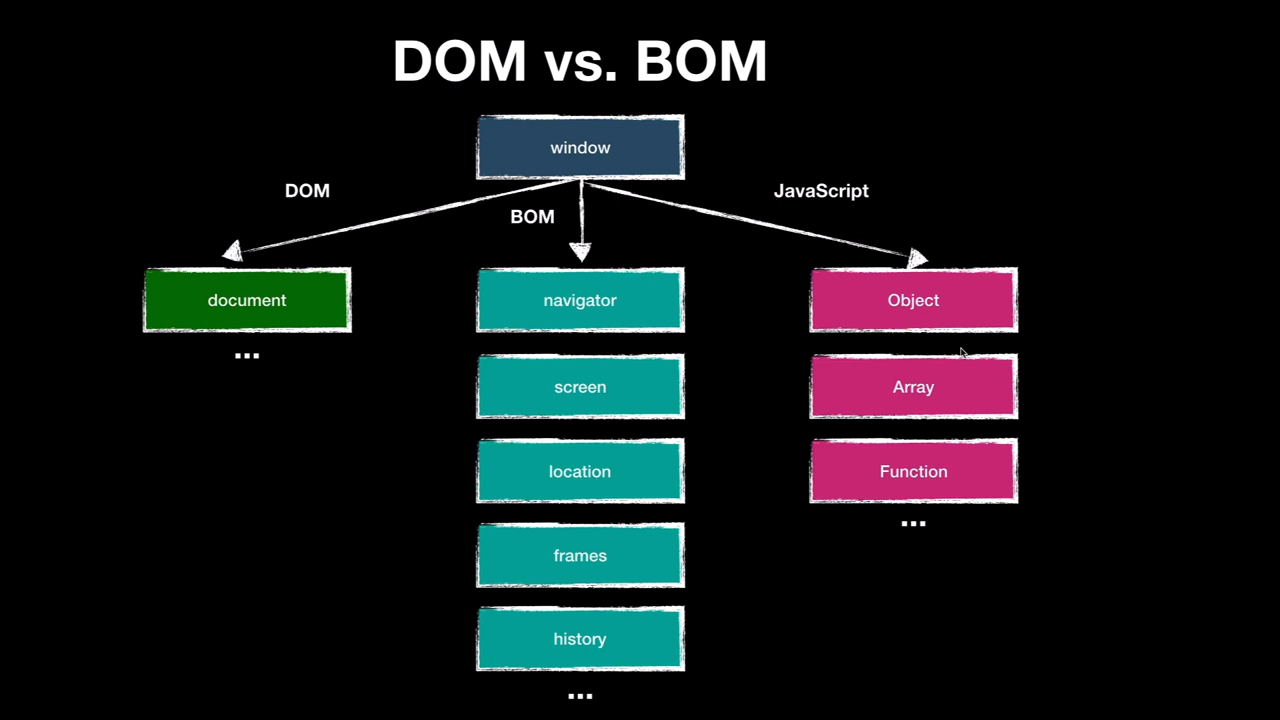 DOM vs. BOM
window
DOM
BOM
JavaScript
document
...
navigator
screen
location
frames
history
...
Object
Array
Function
...